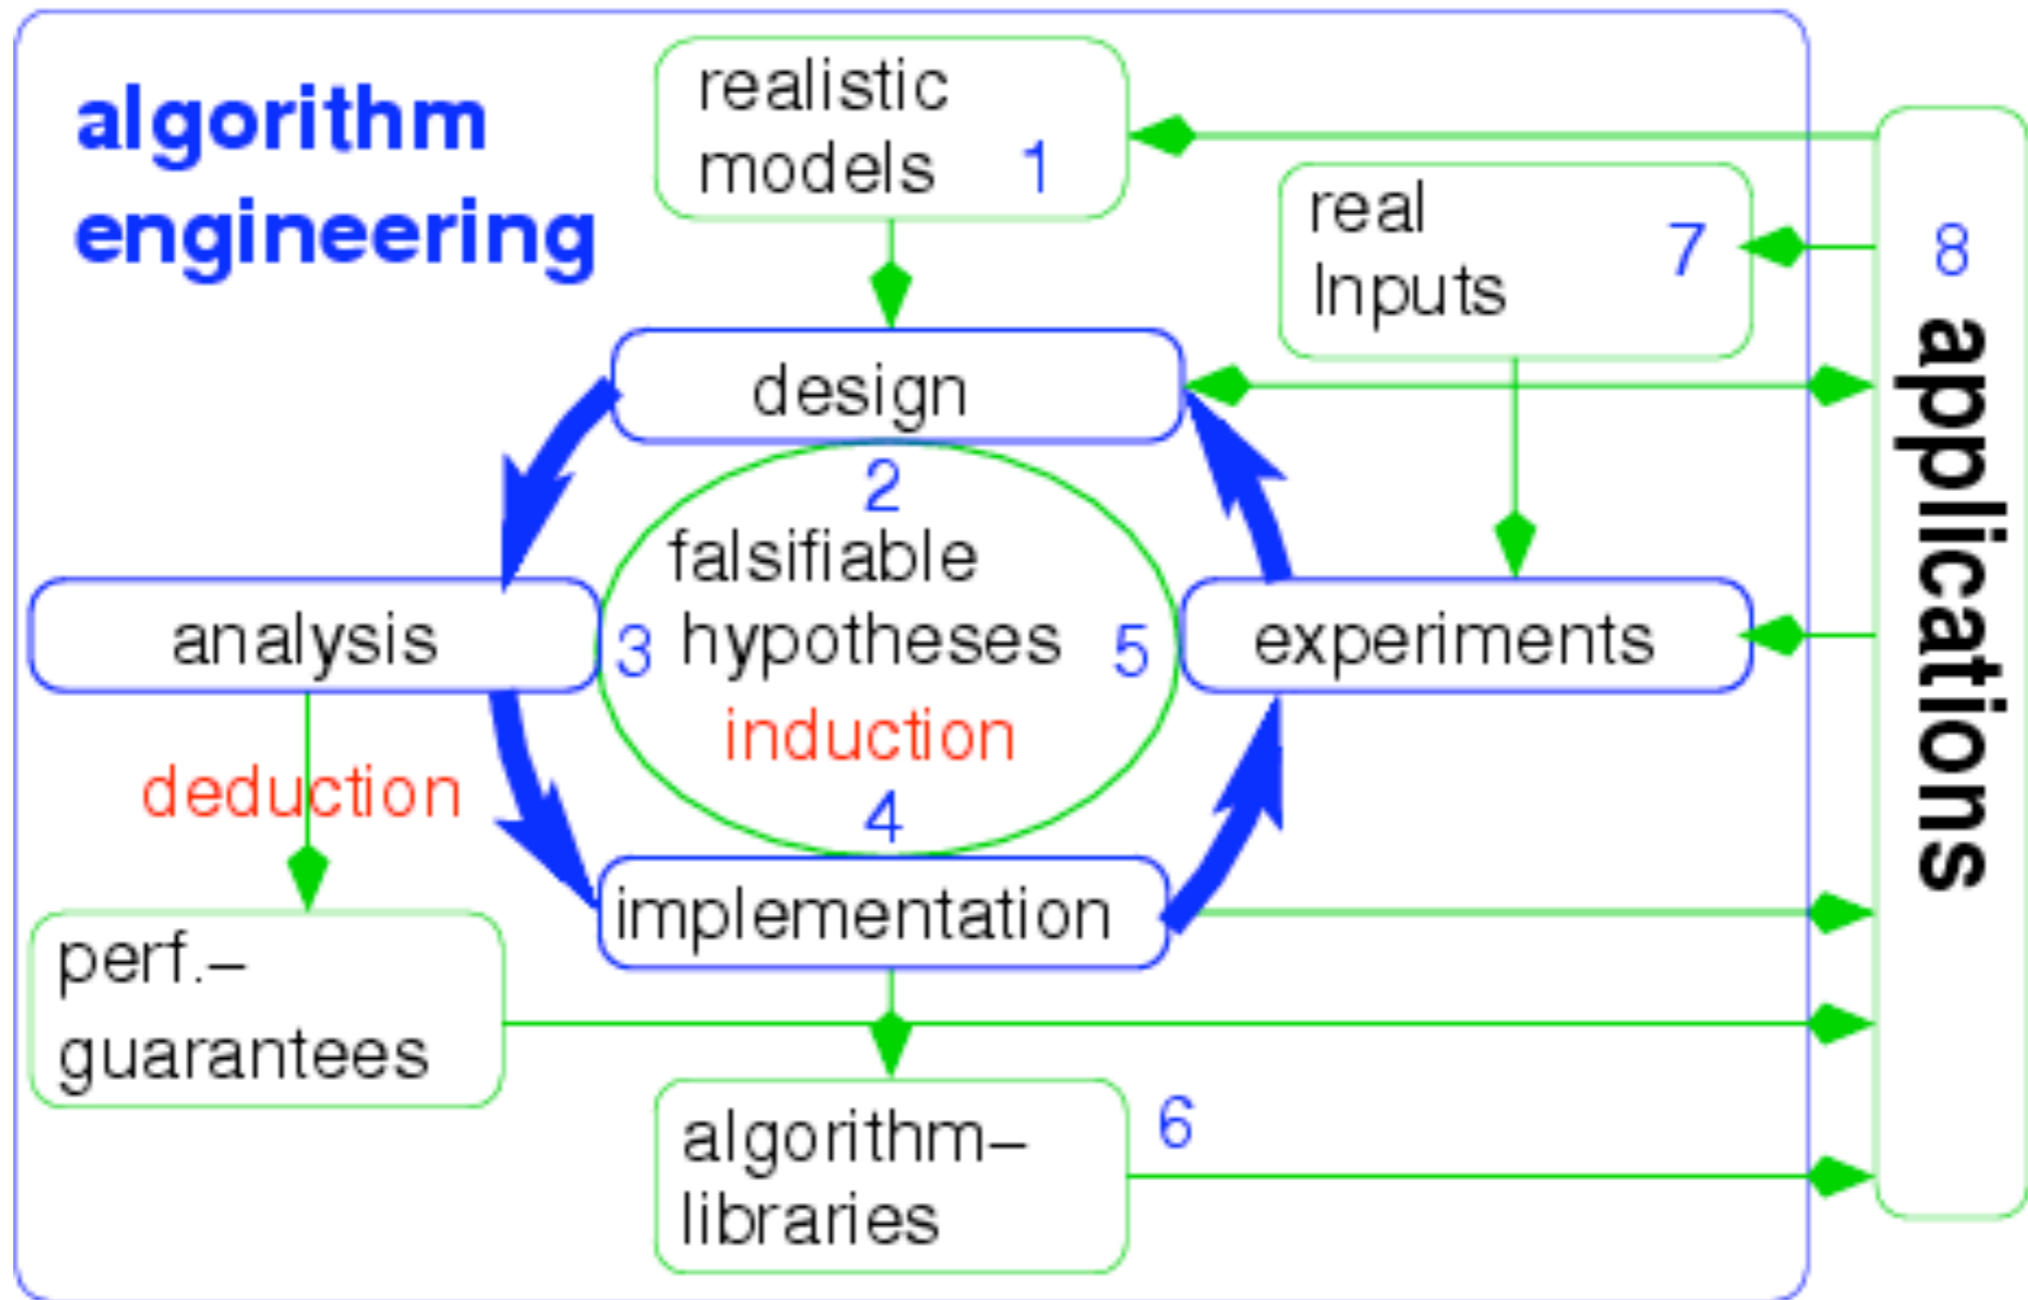 algorithm
engineering
realistic
models 1
real
Inputs 7
8
applications
design
2
falsifiable
hypotheses
3
5
induction
4
analysis
experiments
deduction
implementation
perf.–
guarantees
algorithm–
libraries
6